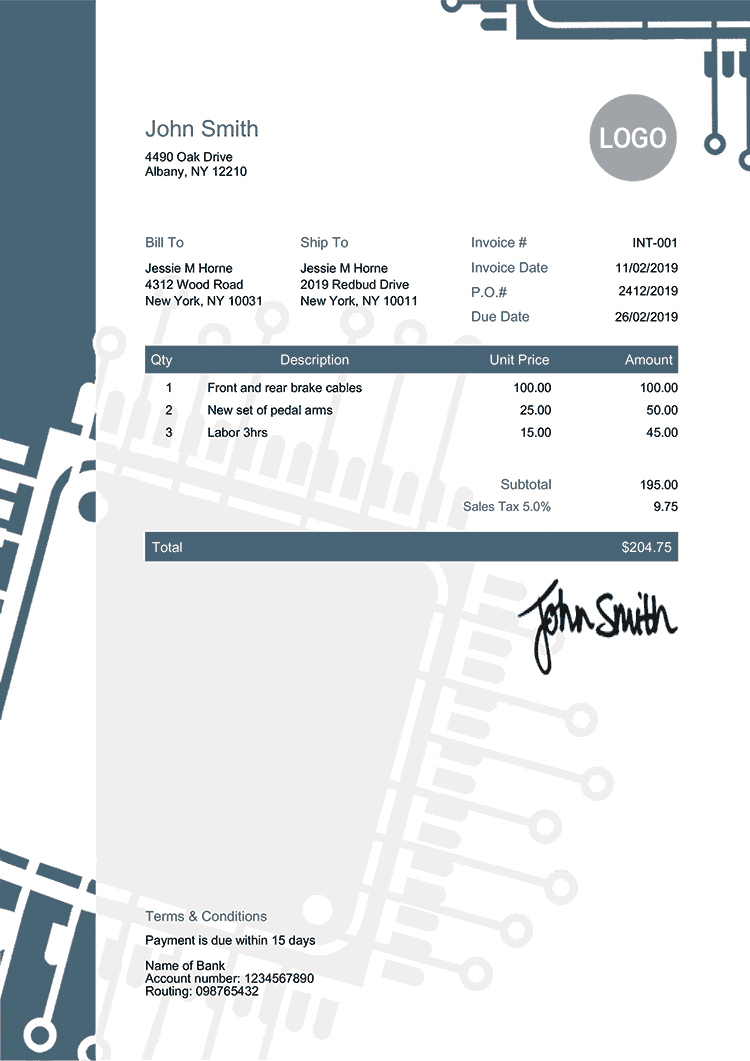 John Smith
LOGO
4490 Oak Drive
Albany, NY 12210
Bill To
Jessie M Horne
4312 Wood Road
New York, NY 10031
Ship To
Jessie M Horne
2019 Redbud Drive
New York, NY 10011
Invoice # INT-001
Invoice Date 11/02/2019
P.O.# 2412/2019
Due Date 26/02/2019
Qty Description Unit Price Amount
1 Front and rear brake cables 100.00 100.00
2 New set of pedal arms 25.00 50.00
3 Labor 3hrs 15.00 45.00
Subtotal 195.00
Sales Tax 5.0% 9.75
Total $204.75
John Smith
Terms & Conditions
Payment is due within 15 days
Name of Bank
Account number: 1234567890
Routing: 098765432